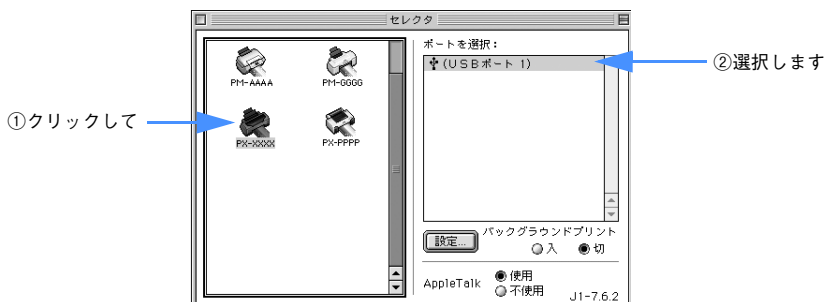 セレクタ
ポートを選択：
(USBポート 1)
②選択します
PM-AAAA
PM-GGGG
①クリックして
PX-XXXX
PX-PPPP
設定...
バックグラウンドプリント
入
切
AppleTalk
使用
不使用
J1-7.6.2